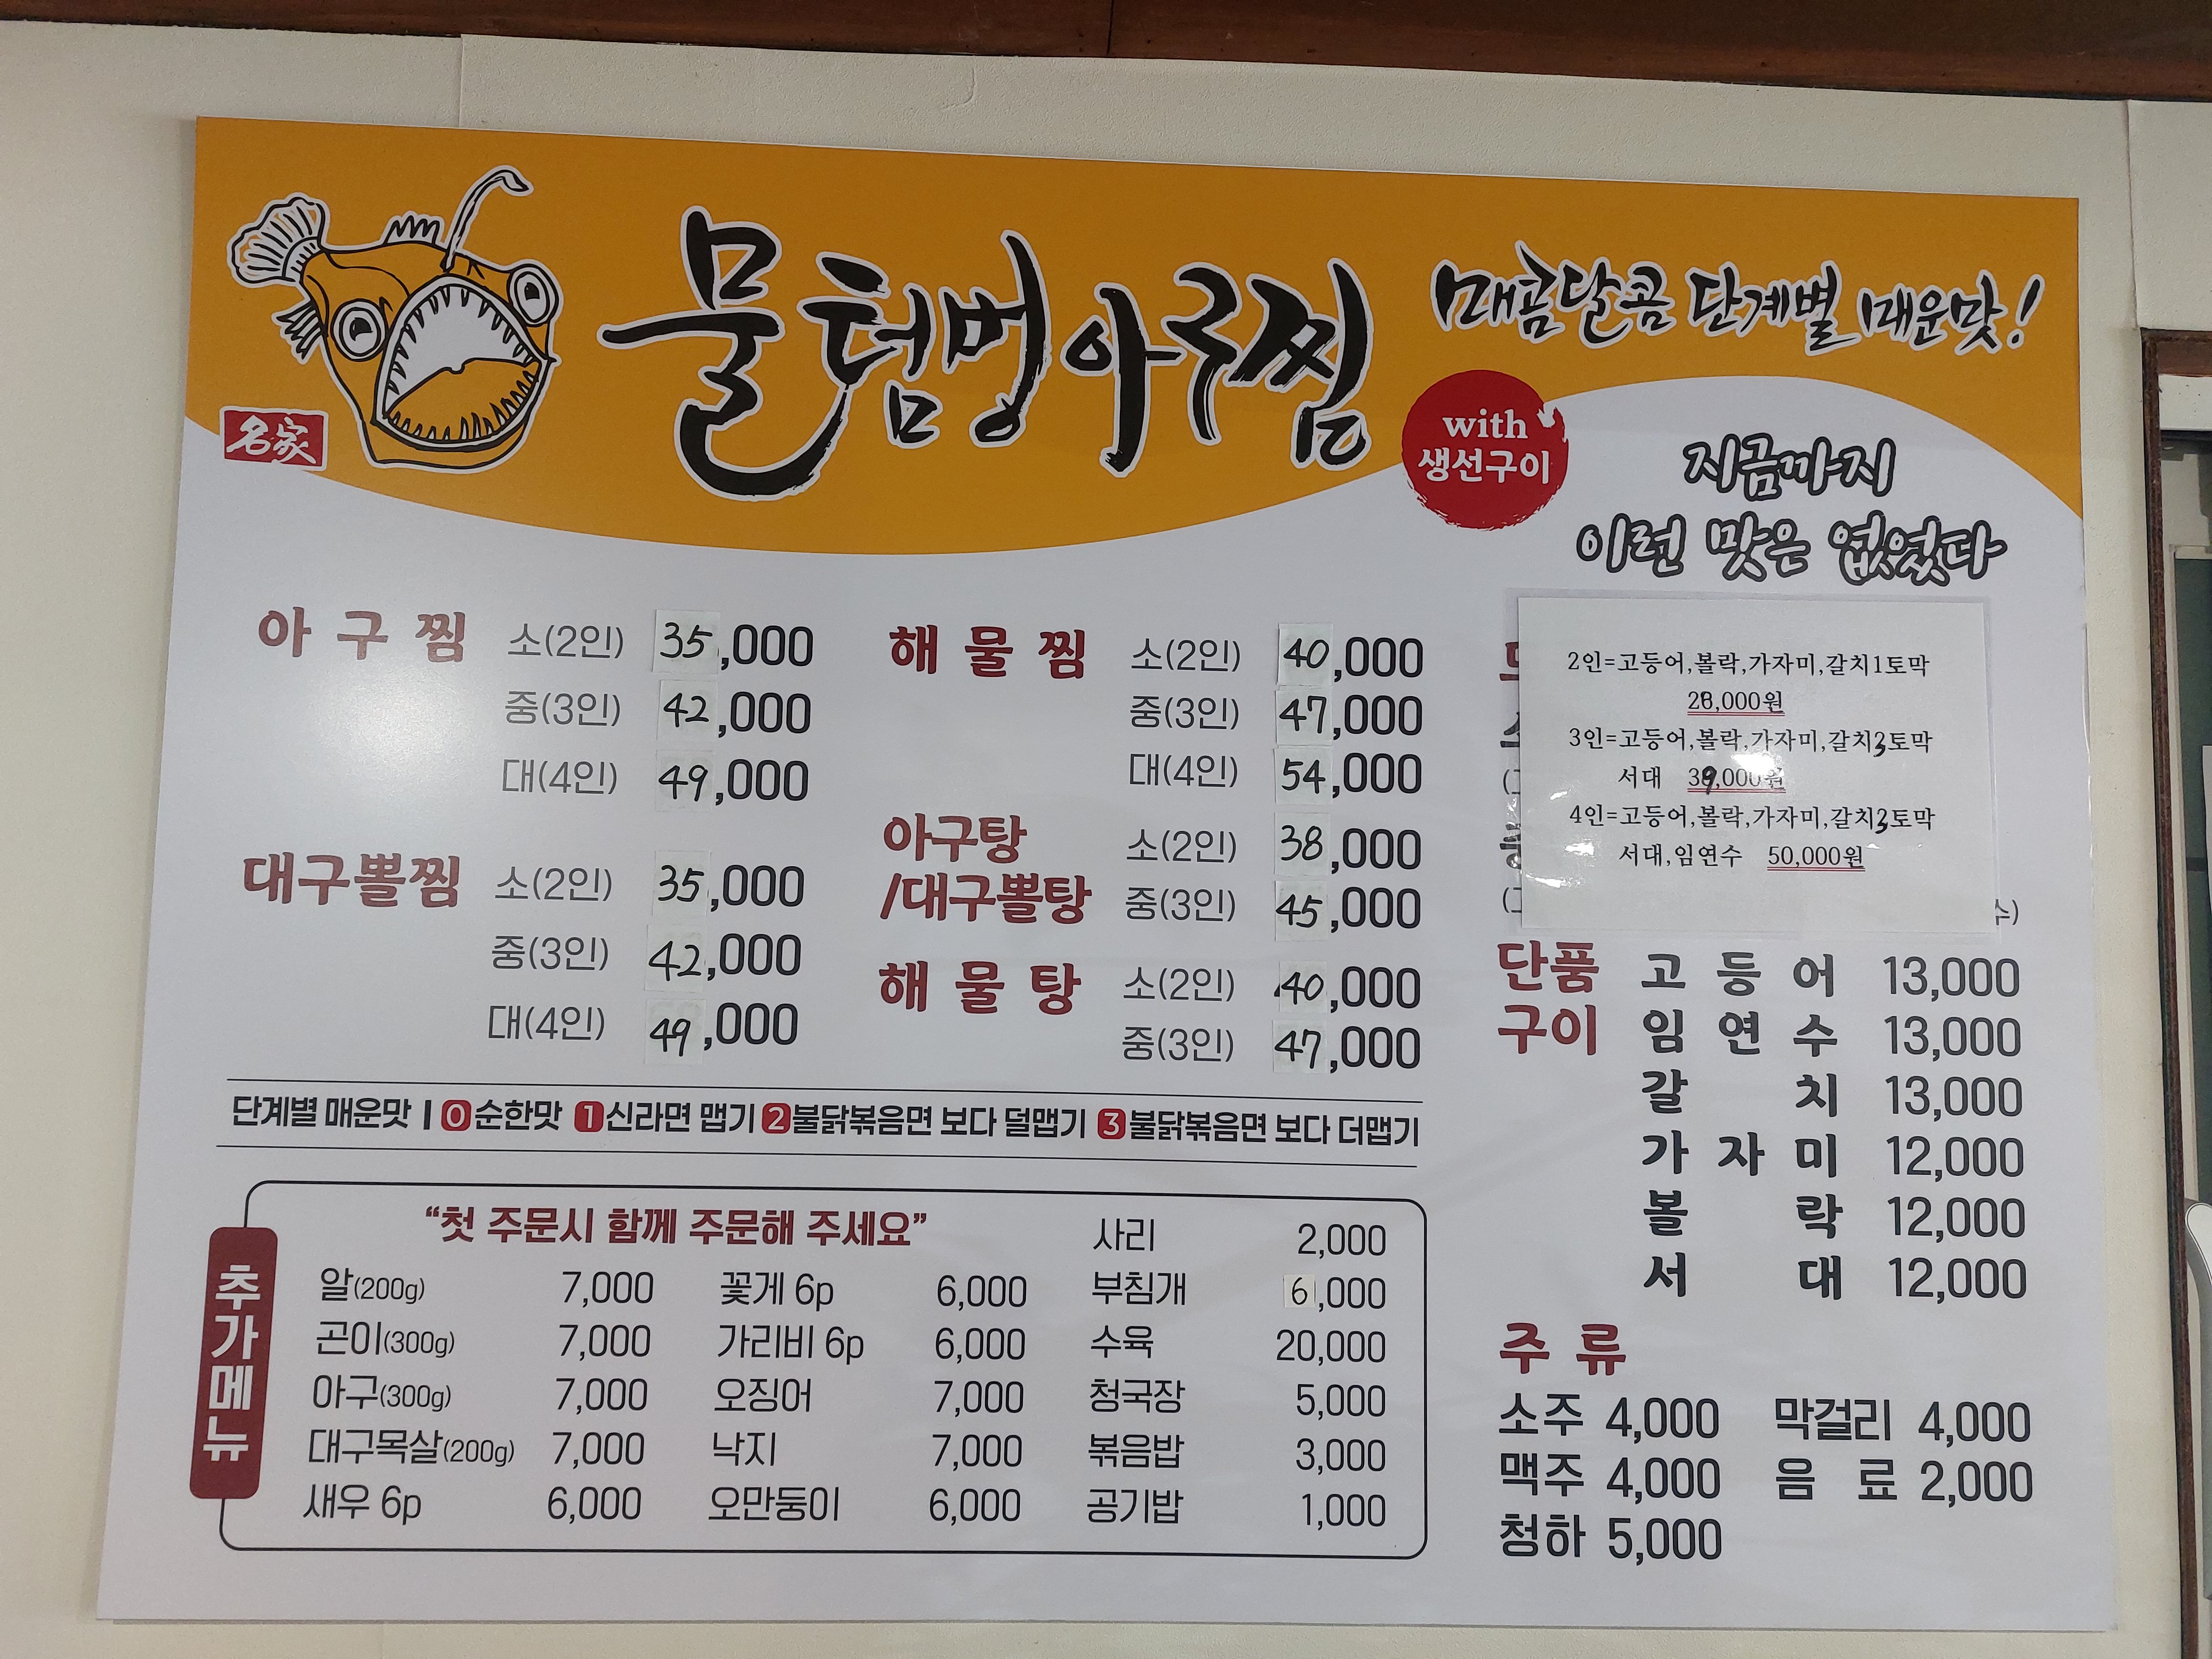 물텀벙아구찜
매콤달콤 단계별 매운맛!
名家
with
생선구이
지금까지
이런 맛은 없었다
아구찜 소(2인) 35,000
중(3인) 42,000
대(4인) 49,000
대구뽈찜 소(2인) 35,000
중(3인) 42,000
대(4인) 49,000
해물찜 소(2인) 40,000
중(3인) 47,000
대(4인) 54,000
아구탕 소(2인) 38,000
/대구뽈탕 중(3인) 45,000
해물탕 소(2인) 40,000
중(3인) 47,000
2인=고등어,볼락,가자미,갈치1토막
28,000원
3인=고등어,볼락,가자미,갈치3토막
서대 39,000원
4인=고등어,볼락,가자미,갈치3토막
서대,임연수 50,000원
수)
단품 고등어 13,000
구이 임연수 13,000
갈치 13,000
가자미 12,000
볼락 12,000
서대 12,000
단계별 매운맛 | 0 순한맛 1 신라면 맵기 2 불닭볶음면 보다 덜맵기 3 불닭볶음면 보다 더맵기
추가메뉴
“첫 주문시 함께 주문해 주세요”
알(200g) 7,000
곤이(300g) 7,000
아구(300g) 7,000
대구목살(200g) 7,000
새우 6p 6,000
꽃게 6p 6,000
가리비 6p 6,000
오징어 7,000
낙지 7,000
오만둥이 6,000
사리 2,000
부침개 6,000
수육 20,000
청국장 5,000
볶음밥 3,000
공기밥 1,000
주류
소주 4,000 막걸리 4,000
맥주 4,000 음료 2,000
청하 5,000